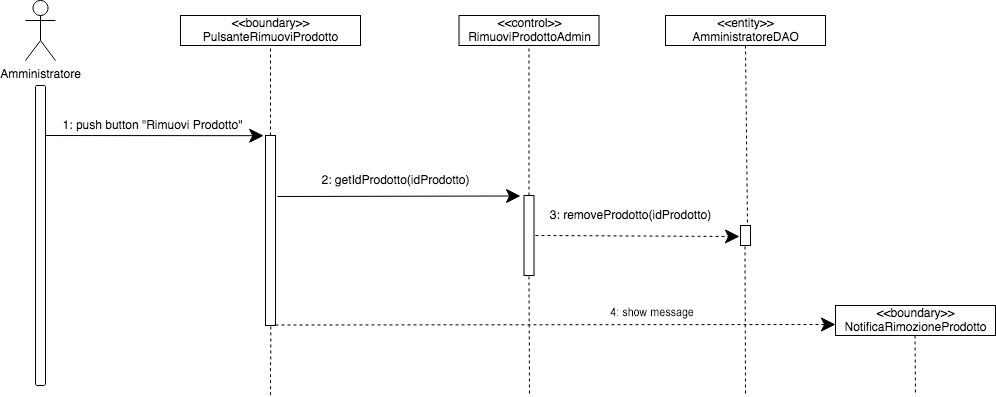 <<boundary>>
PulsanteRimuoviProdotto
<<control>>
RimuoviProdottoAdmin
<<entity>>
AmministratoreDAO
Amministratore
1: push button "Rimuovi Prodotto"
2: getIdProdotto(idProdotto)
3: removeProdotto(idProdotto)
4: show message
<<boundary>>
NotificaRimozioneProdotto